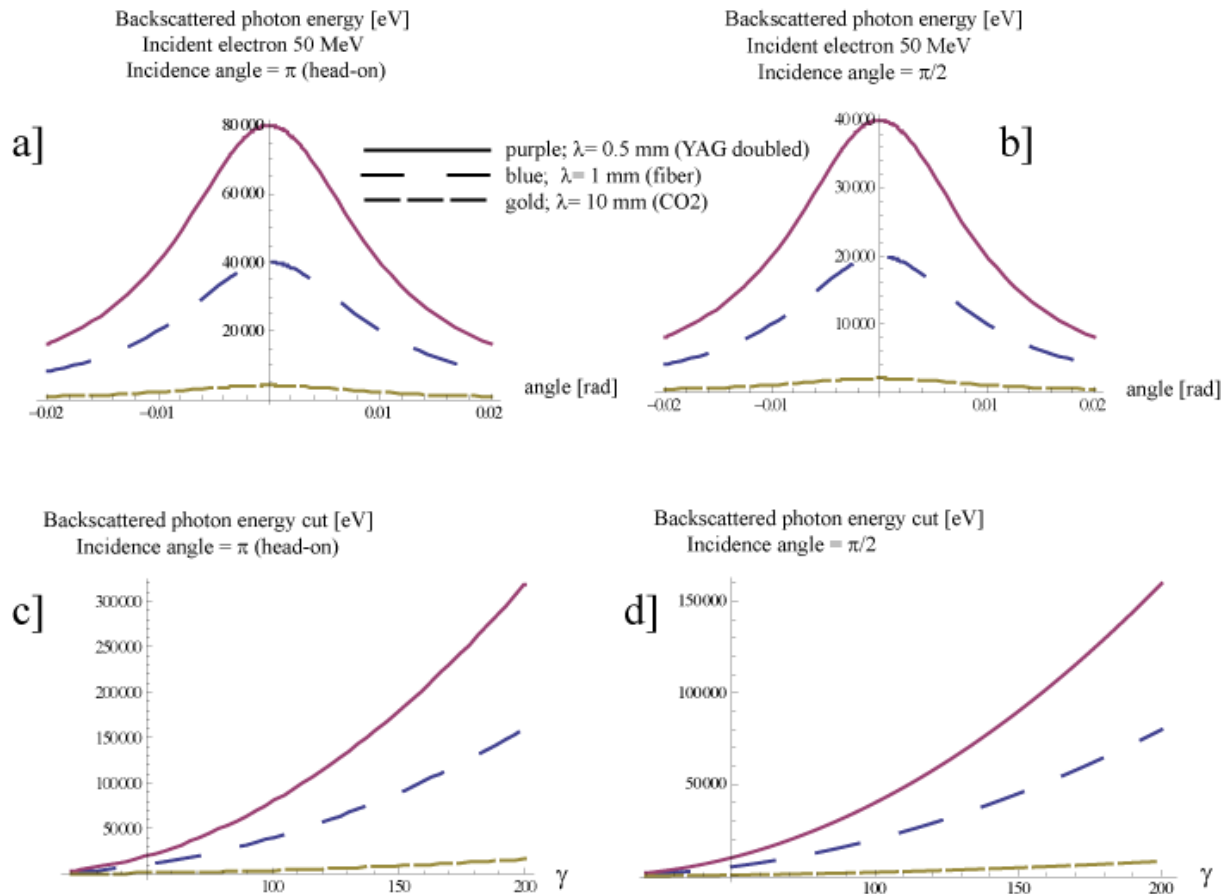 Backscattered photon energy [eV]
Incident electron 50 MeV
Incidence angle = π (head-on)
Backscattered photon energy [eV]
Incident electron 50 MeV
Incidence angle = π/2
a]
80000
60000
40000
20000
-0.02
-0.01
0.01
0.02
angle [rad]
purple; λ= 0.5 mm (YAG doubled)
blue; λ= 1 mm (fiber)
gold; λ= 10 mm (CO2)
b]
40000
30000
20000
10000
-0.02
-0.01
0.01
0.02
angle [rad]
Backscattered photon energy cut [eV]
Incidence angle = π (head-on)
Backscattered photon energy cut [eV]
Incidence angle = π/2
c]
300000
250000
200000
150000
100000
50000
100
150
200
γ
d]
150000
100000
50000
100
150
200
γ